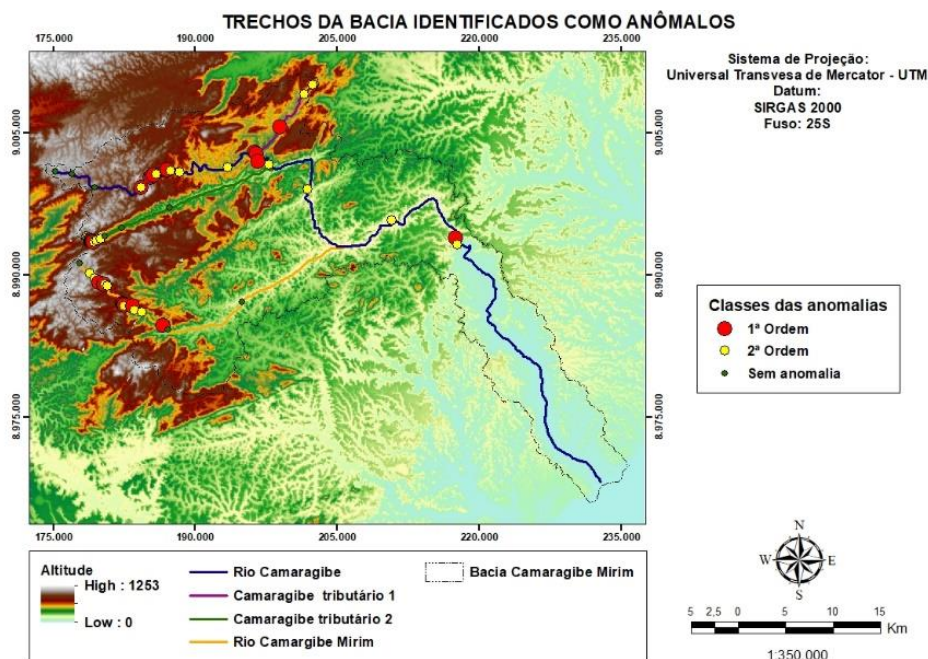 TRECHOS DA BACIA IDENTIFICADOS COMO ANÔMALOS
175.000 190.000 205.000 220.000 235.000
Sistema de Projeção:
Universal Transvesa de Mercator - UTM
Datum:
SIRGAS 2000
Fuso: 25S
9.005.000 9.005.000
8.990.000 8.990.000
8.975.000 8.975.000
Classes das anomalias
1ª Ordem
2ª Ordem
Sem anomalia
175.000 190.000 205.000 220.000 235.000
Altitude
High : 1253
Low : 0
Rio Camaragibe
Camaragibe tributário 1
Camaragibe tributário 2
Rio Camargibe Mirim
Bacia Camaragibe Mirim
N
W E
S
5 2,5 0 5 10 15
Km
1:350.000